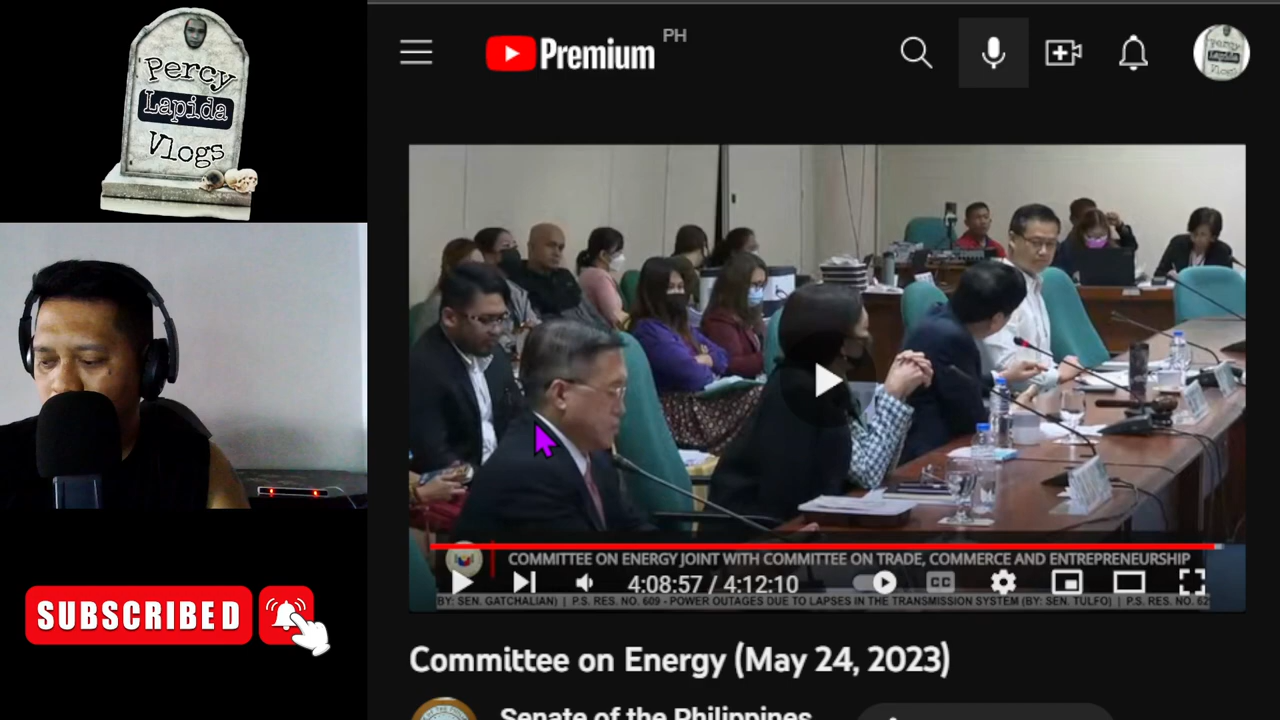 Percy
Lapida
Vlogs
SUBSCRIBED
Premium
PH
COMMITTEE ON ENERGY JOINT WITH COMMITTEE ON TRADE, COMMERCE AND ENTREPRENEURSHIP
4:08:57 / 4:12:10
CC
BY: SEN. GATCHALIAN) | P.S. RES. NO. 609 - POWER OUTAGES DUE TO LAPSES IN THE TRANSMISSION SYSTEM (BY: SEN. TULFO) | P.S. RES. NO. 62
Committee on Energy (May 24, 2023)
Senate of the Philippines